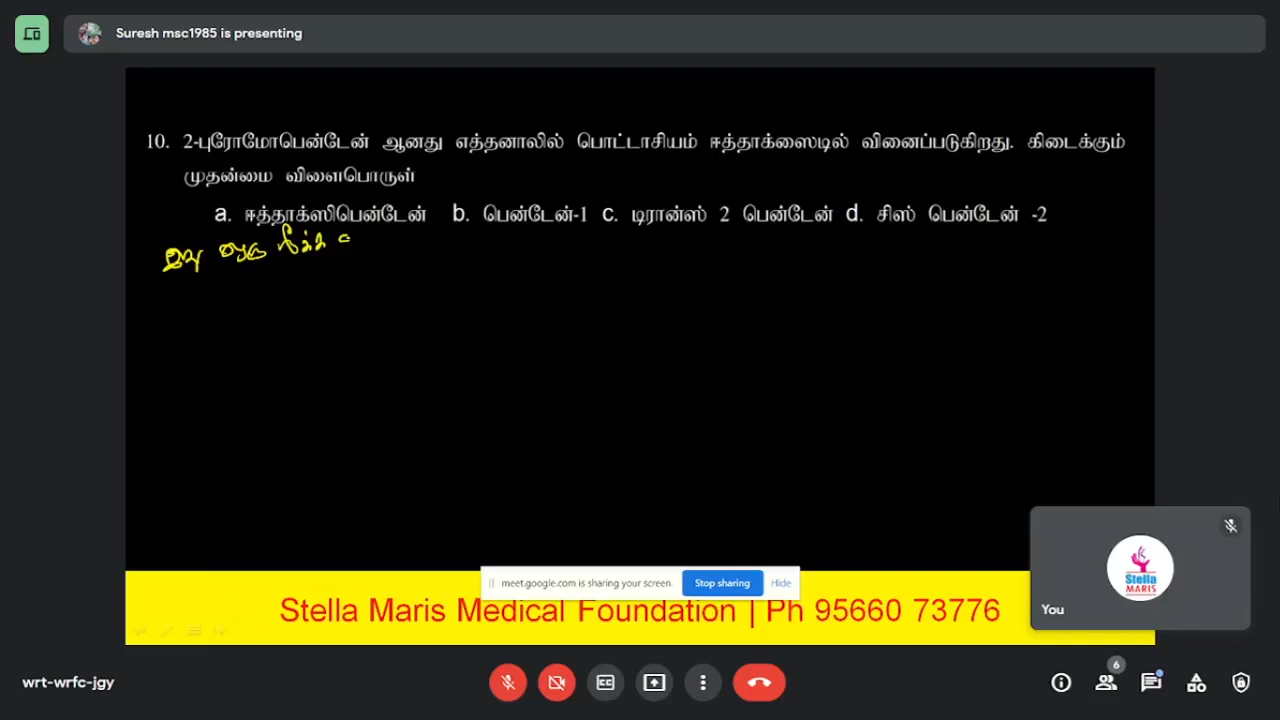 Suresh msc1985 is presenting
10. 2-புரோமோபென்டேன் ஆனது எத்தனாலில் பொட்டாசியம் ஈத்தாக்ஸைடில் வினைப்படுகிறது. கிடைக்கும்
முதன்மை விளைபொருள்
a. ஈத்தாக்ஸிபென்டேன் b. பென்டேன்-1 c. டிரான்ஸ் 2 பென்டேன் d. சிஸ் பென்டேன் -2
இது ஒரு நீக்க
meet.google.com is sharing your screen. Stop sharing Hide
Stella Maris Medical Foundation | Ph 95660 73776
Stella
MARIS
You
wrt-wrfc-jgy
6